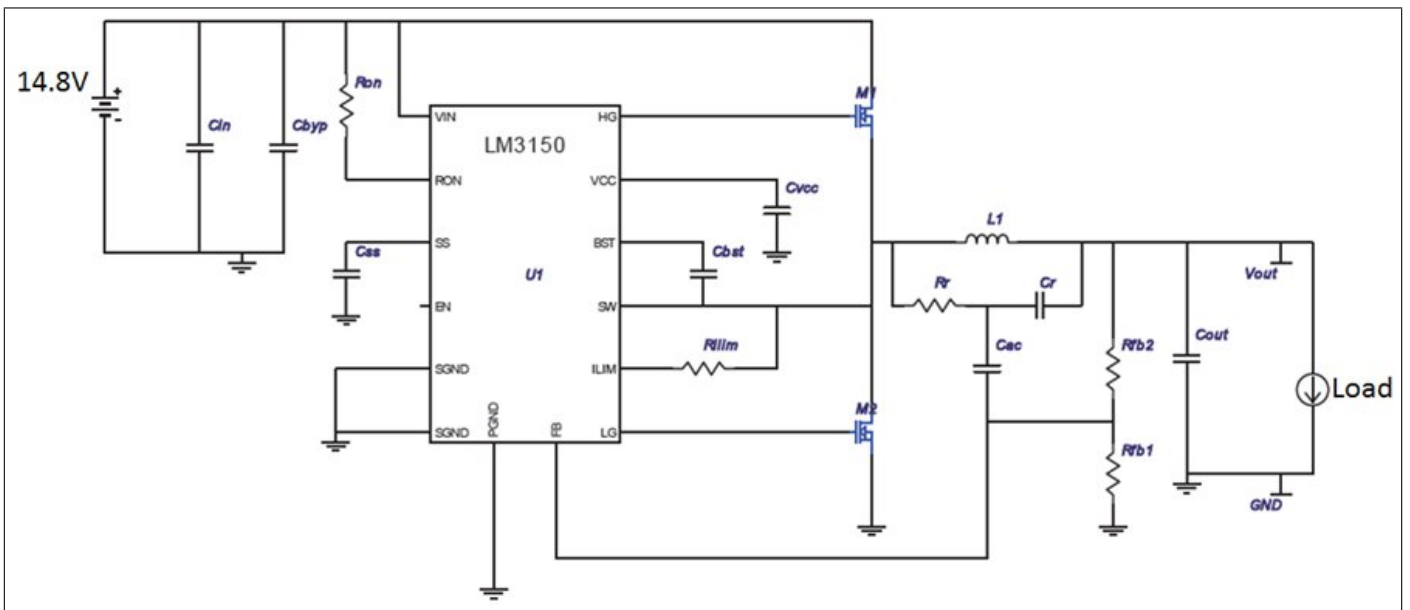 14.8V
Cin
Cbyp
Ron
M1
VIN
HG
LM3150
RON
VCC
Cvcc
SS
BST
Css
Cbst
U1
L1
Vout
EN
SW
Rr
Cr
Rilim
Cac
Rfb2
Cout
SGND
ILIM
Load
M2
SGND
PGND
FB
LG
Rfb1
GND